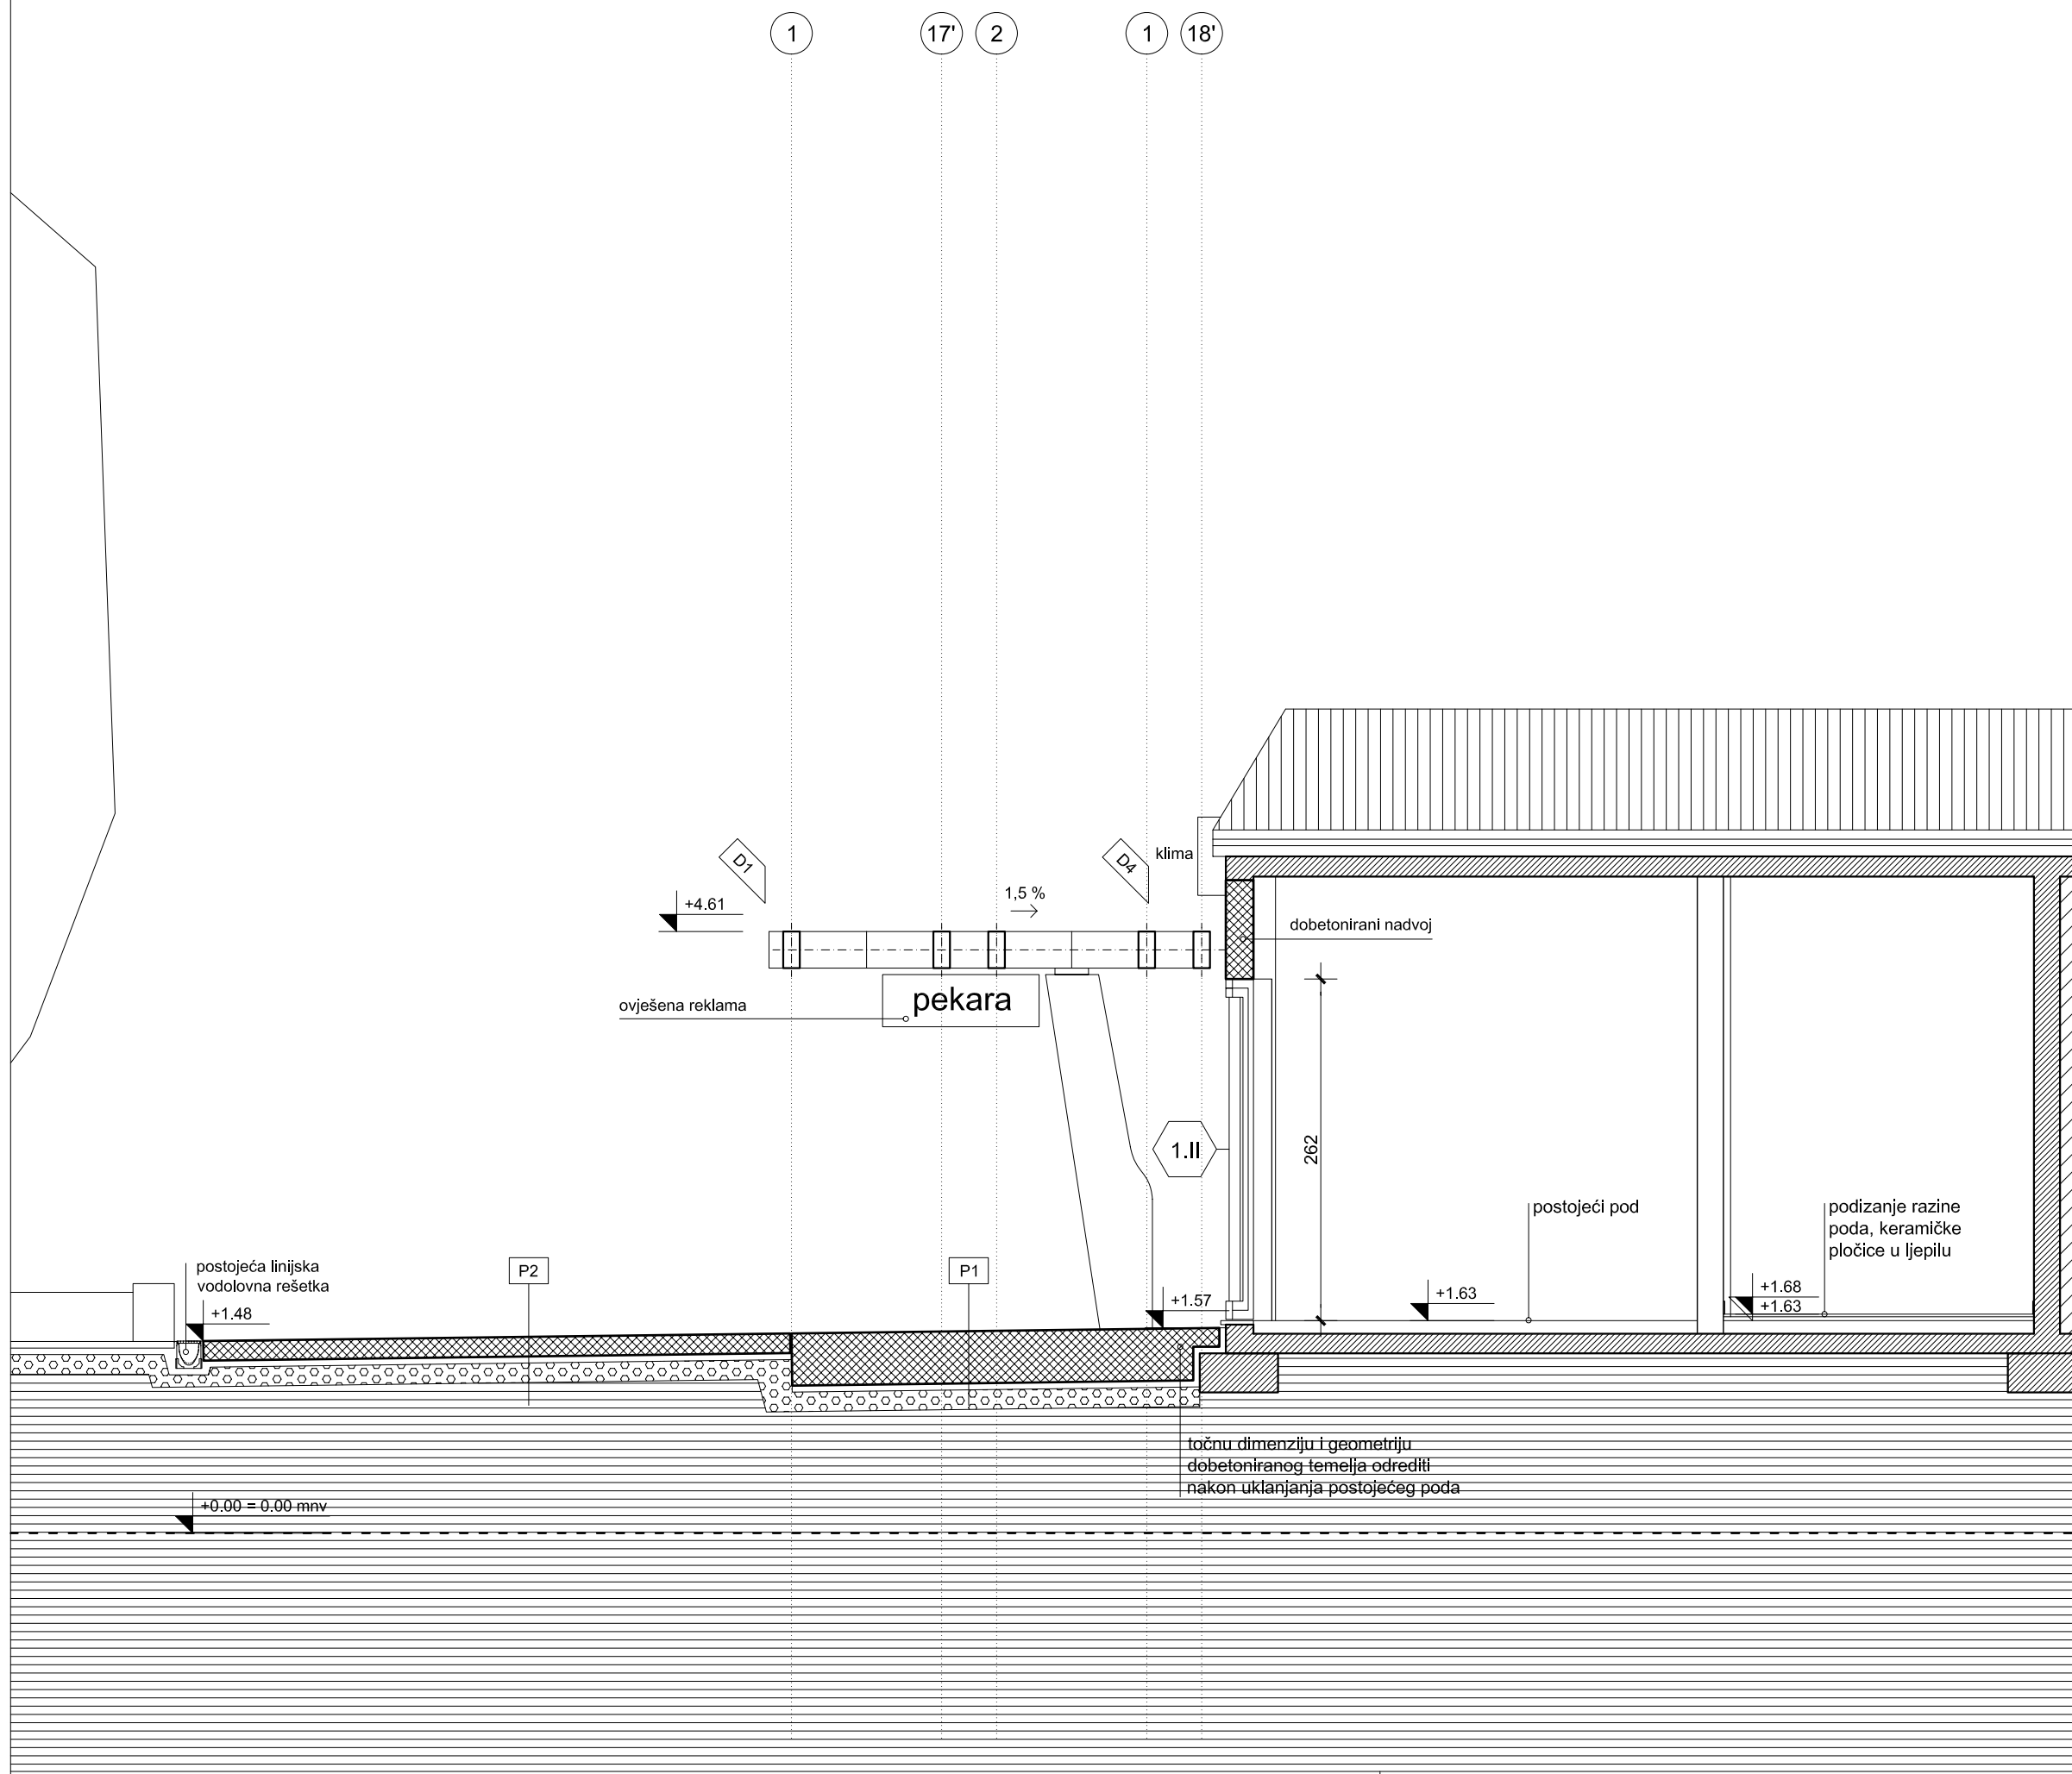 1
17'
2
1
18'
D1
D4
klima
1,5 %
+4.61
dobetonirani nadvoj
pekara
ovješena reklama
1.II
262
postojeći pod
podizanje razine
poda, keramičke
pločice u ljepilu
postojeća linijska
vodolovna rešetka
P2
P1
+1.48
+1.57
+1.63
+1.68
+1.63
točnu dimenziju i geometriju
dobetoniranog temelja odrediti
nakon uklanjanja postojećeg poda
+0.00 = 0.00 mnv